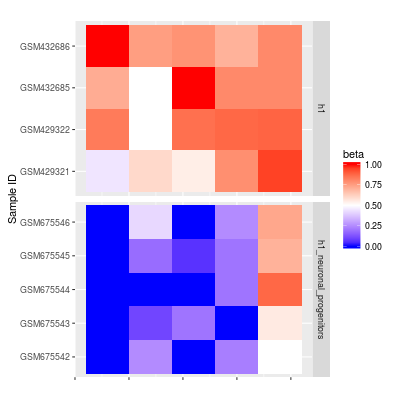 Sample ID
GSM432686
GSM432685
GSM429322
GSM429321
h1
GSM675546
GSM675545
GSM675544
GSM675543
GSM675542
h1_neuronal_progenitors
beta
1.00
0.75
0.50
0.25
0.00